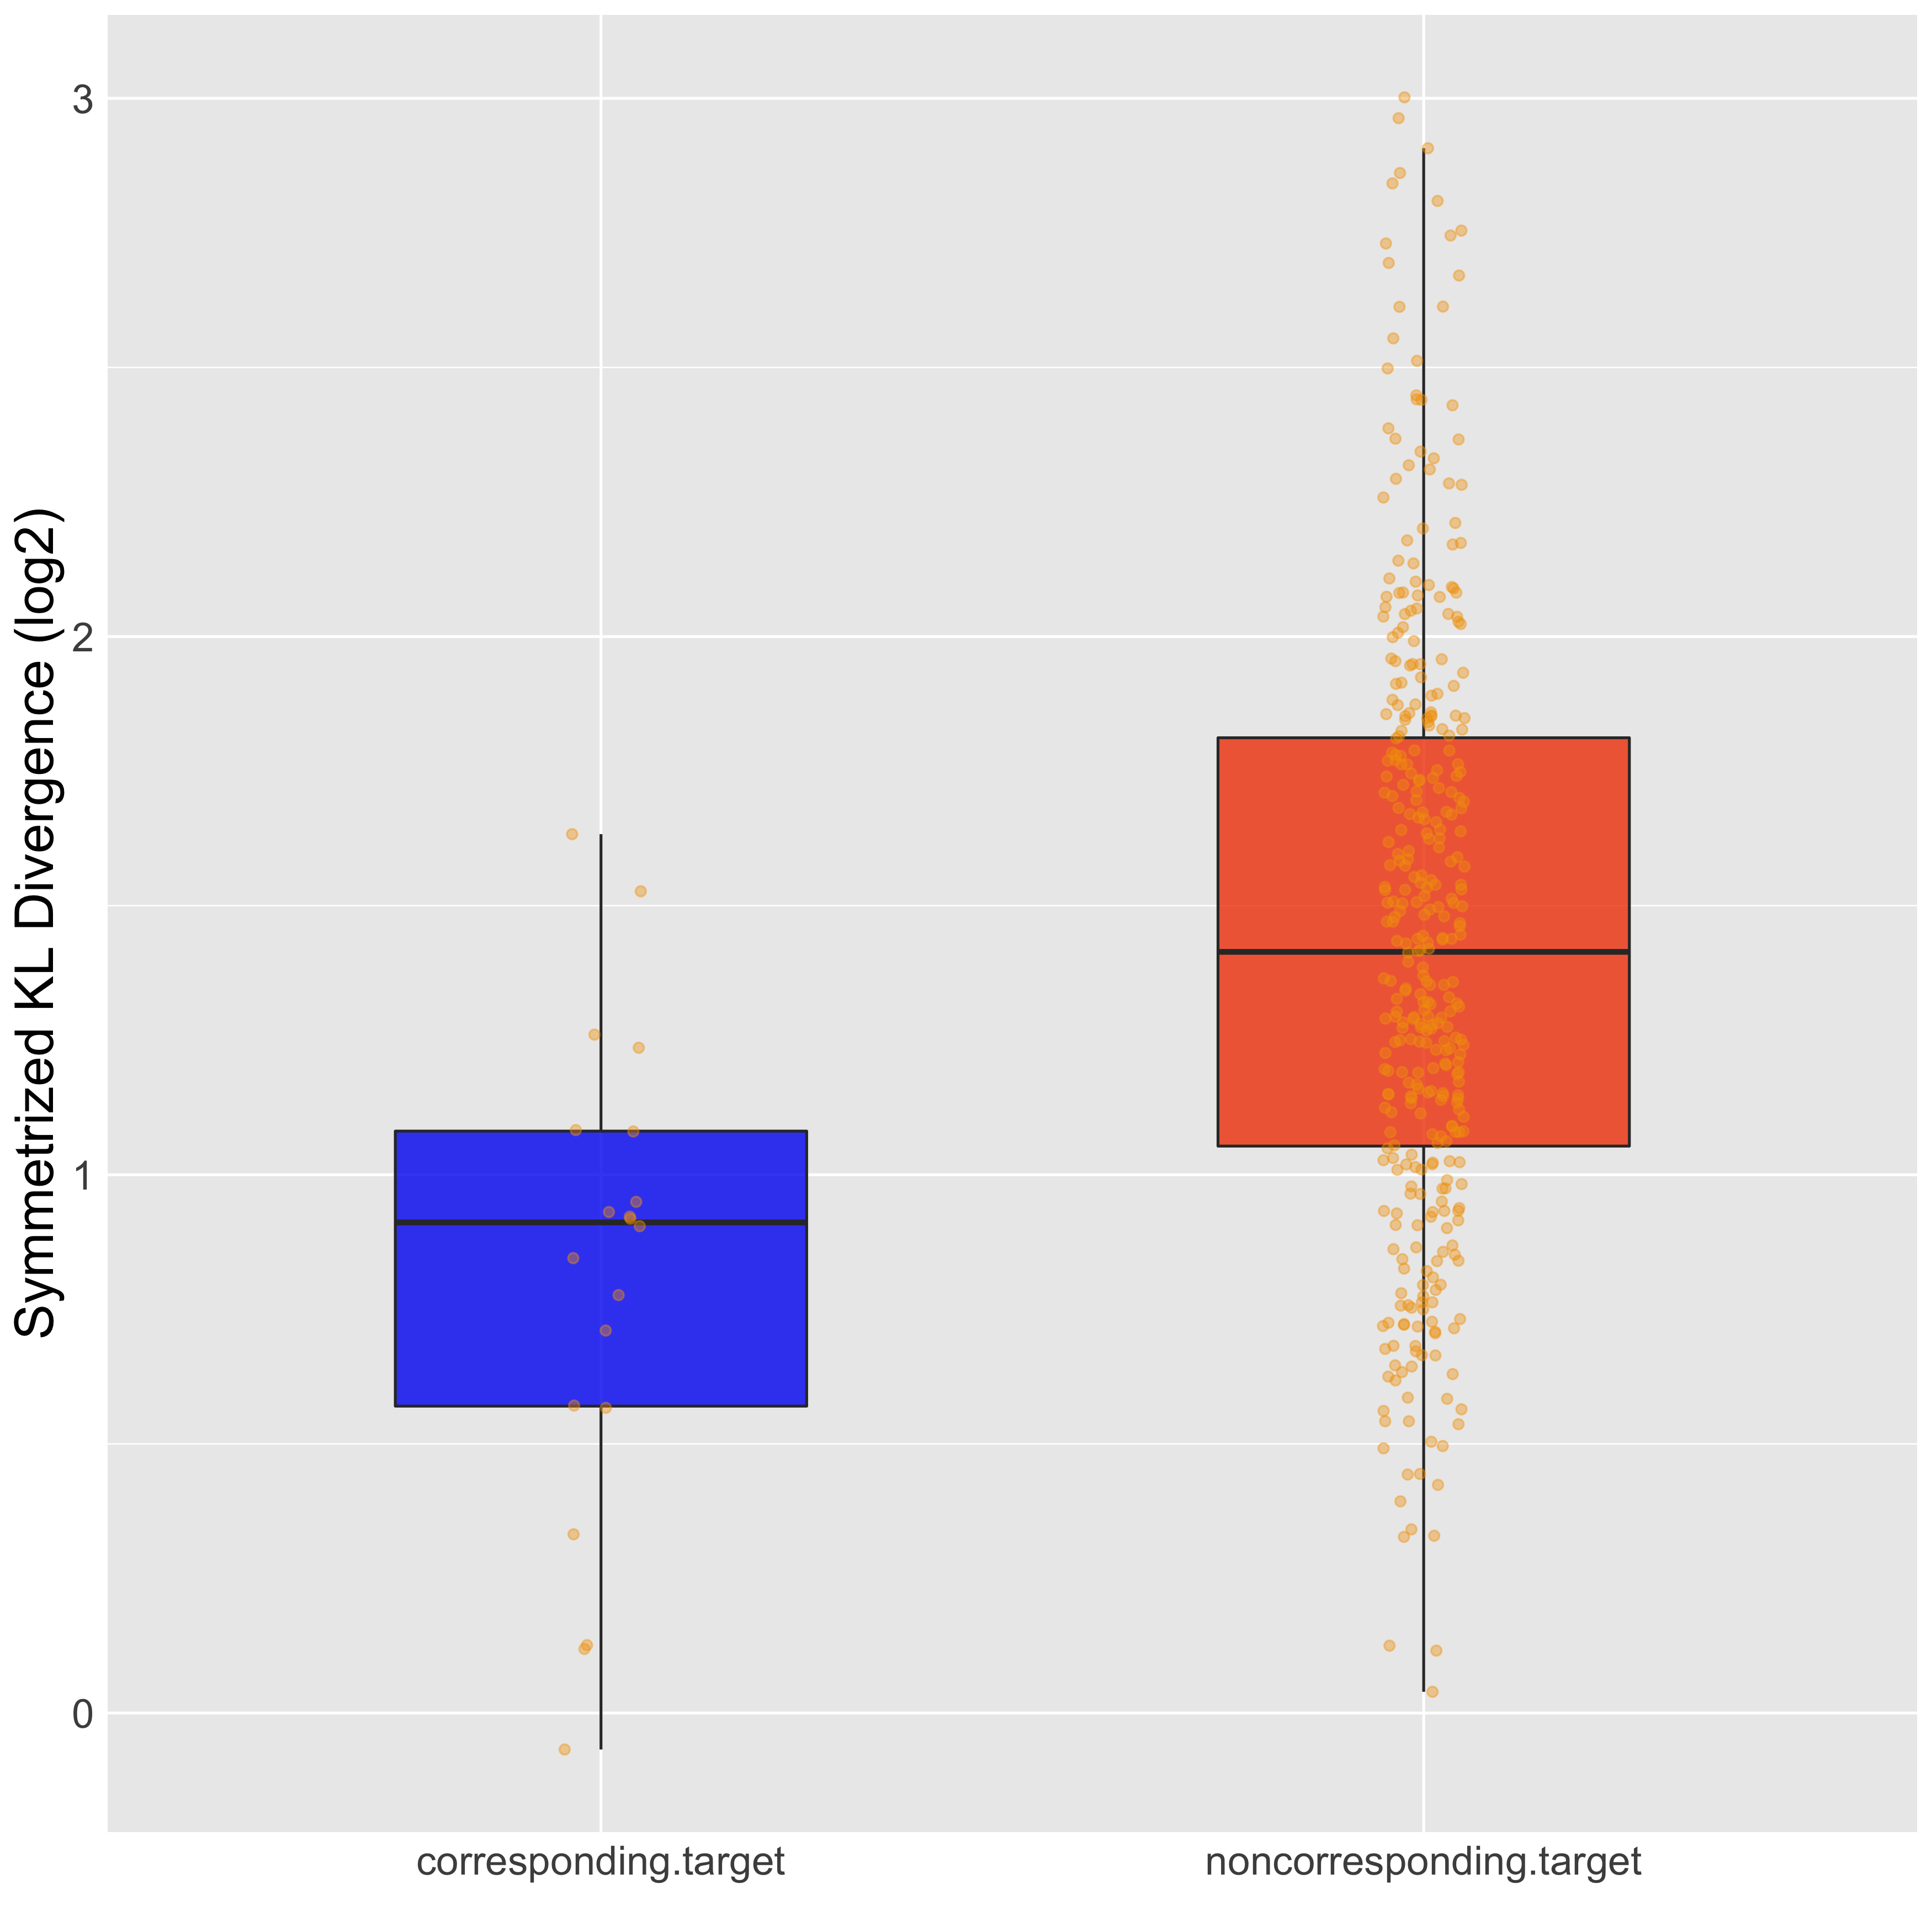 Symmetrized KL Divergence (log2)
3
2
1
0
corresponding.target
noncorresponding.target